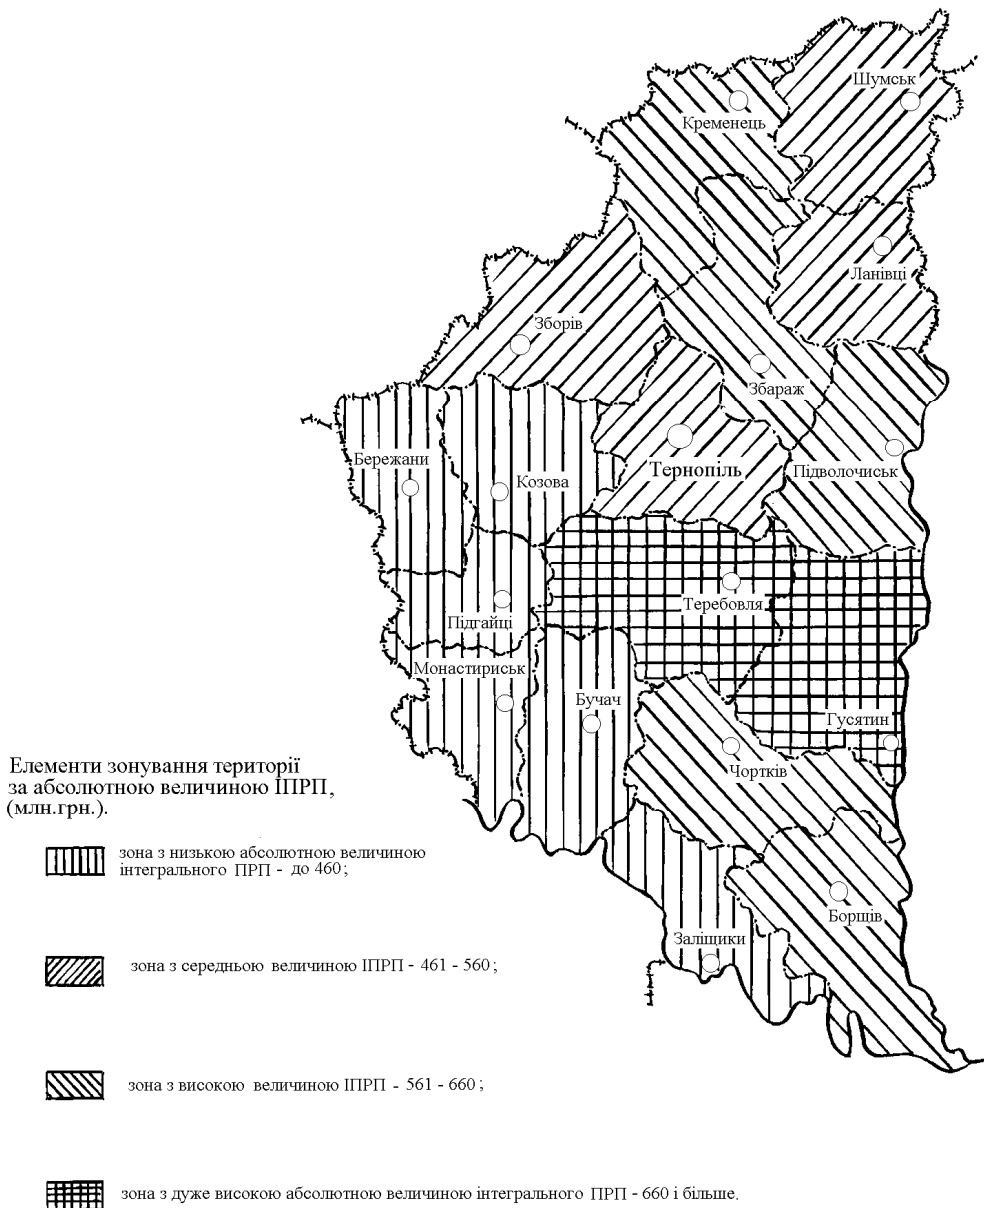 Шумськ
Кременець
Ланівці
Зборів
Збараж
Бережани
Тернопіль
Підволочиськ
Козова
Теребовля
Підгайці
Монастириськ
Бучач
Гусятин
Чортків
Борщів
Заліщики
Елементи зонування території
за абсолютною величиною ІПРП,
(млн.грн.).
зона з низькою абсолютною величиною
інтегрального ПРП - до 460;
зона з середньою величиною ІПРП - 461 - 560;
зона з високою величиною ІПРП - 561 - 660;
зона з дуже високою абсолютною величиною інтегрального ПРП - 660 і більше.